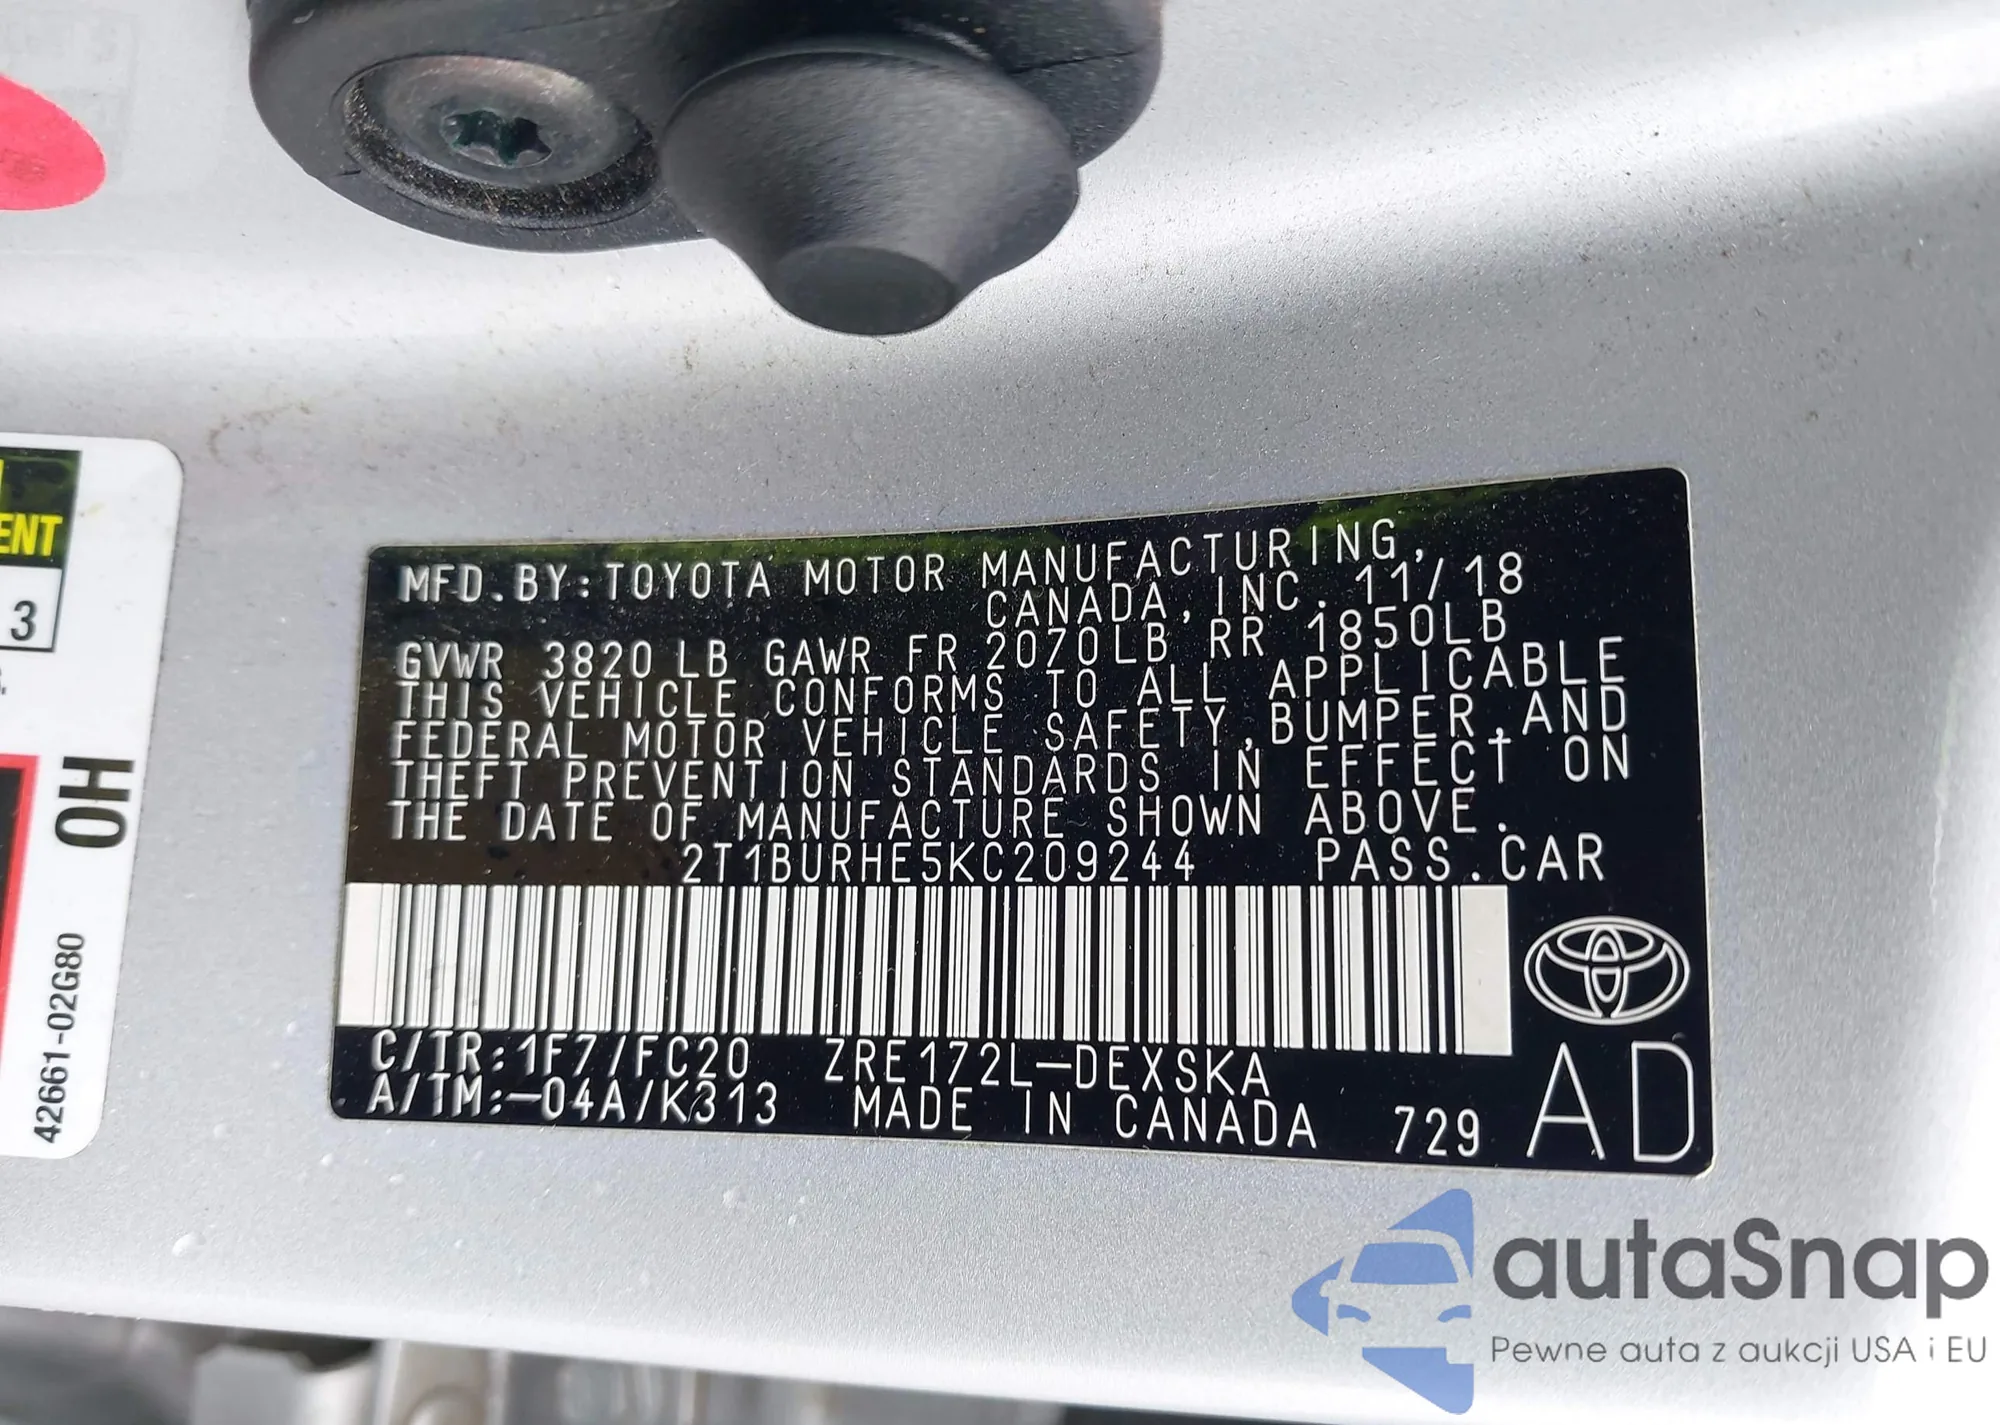 ENT
3
OH
42661-02G80
MFD.BY:TOYOTA MOTOR MANUFACTURING,
CANADA,INC. 11/18
GVWR 3820 LB GAWR FR 2070LB RR 1850LB
THIS VEHICLE CONFORMS TO ALL APPLICABLE
FEDERAL MOTOR VEHICLE SAFETY,BUMPER,AND
THEFT PREVENTION STANDARDS IN EFFECT ON
THE DATE OF MANUFACTURE SHOWN ABOVE.
2T1BURHE5KC209244 PASS.CAR
C/TR:1F7/FC20 ZRE172L-DEXSKA
A/TM:-04A/K313 MADE IN CANADA 729
AD
autaSnap
Pewne auta z aukcji USA i EU